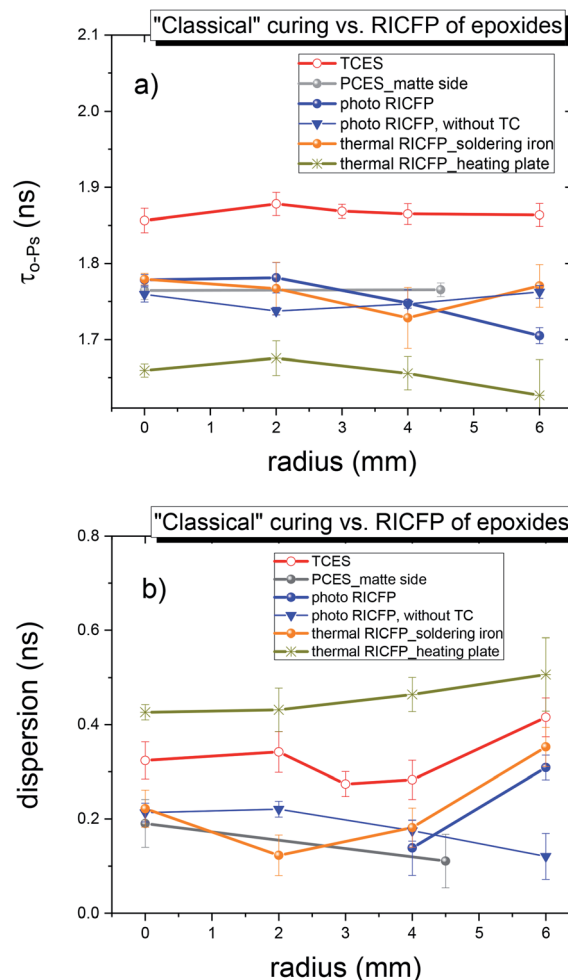 "Classical" curing vs. RICFP of epoxides
2.1
2.0
1.9
1.8
1.7
a)
TCES
PCES_matte side
photo RICFP
photo RICFP, without TC
thermal RICFP_soldering iron
thermal RICFP_heating plate
τo-Ps (ns)
0 1 2 3 4 5 6
radius (mm)
"Classical" curing vs. RICFP of epoxides
0.8
0.6
0.4
0.2
0.0
b)
TCES
PCES_matte side
photo RICFP
photo RICFP, without TC
thermal RICFP_soldering iron
thermal RICFP_heating plate
dispersion (ns)
0 1 2 3 4 5 6
radius (mm)